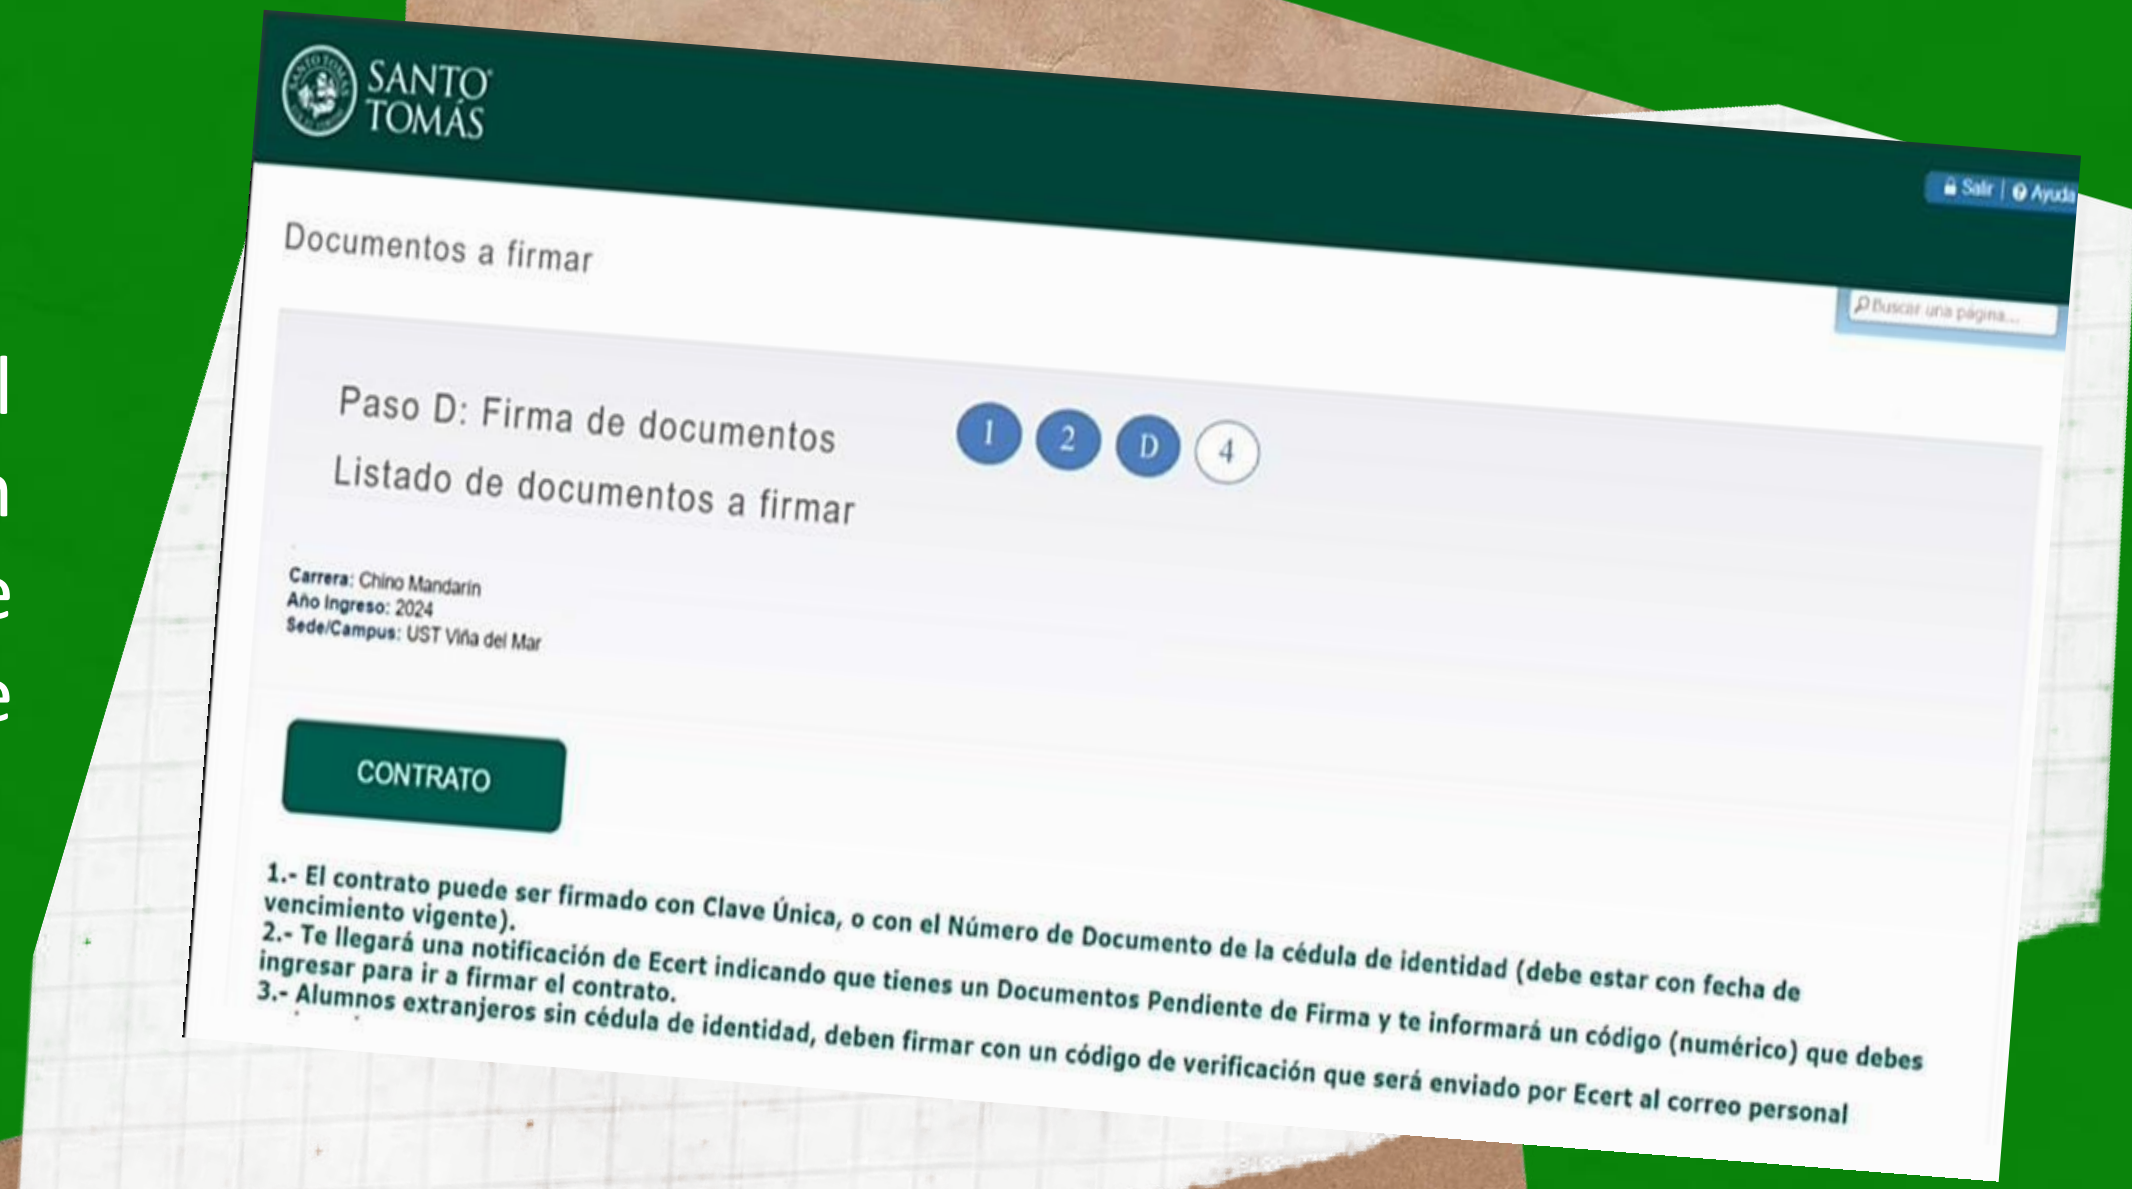 SANTO
TOMÁS
Salir | Ayuda
Documentos a firmar
Buscar una página...
Paso D: Firma de documentos
1 2 D 4
Listado de documentos a firmar
Carrera: Chino Mandarín
Año Ingreso: 2024
Sede/Campus: UST Viña del Mar
CONTRATO
1.- El contrato puede ser firmado con Clave Única, o con el Número de Documento de la cédula de identidad (debe estar con fecha de
vencimiento vigente).
2.- Te llegará una notificación de Ecert indicando que tienes un Documentos Pendiente de Firma y te informará un código (numérico) que debes
ingresar para ir a firmar el contrato.
3.- Alumnos extranjeros sin cédula de identidad, deben firmar con un código de verificación que será enviado por Ecert al correo personal